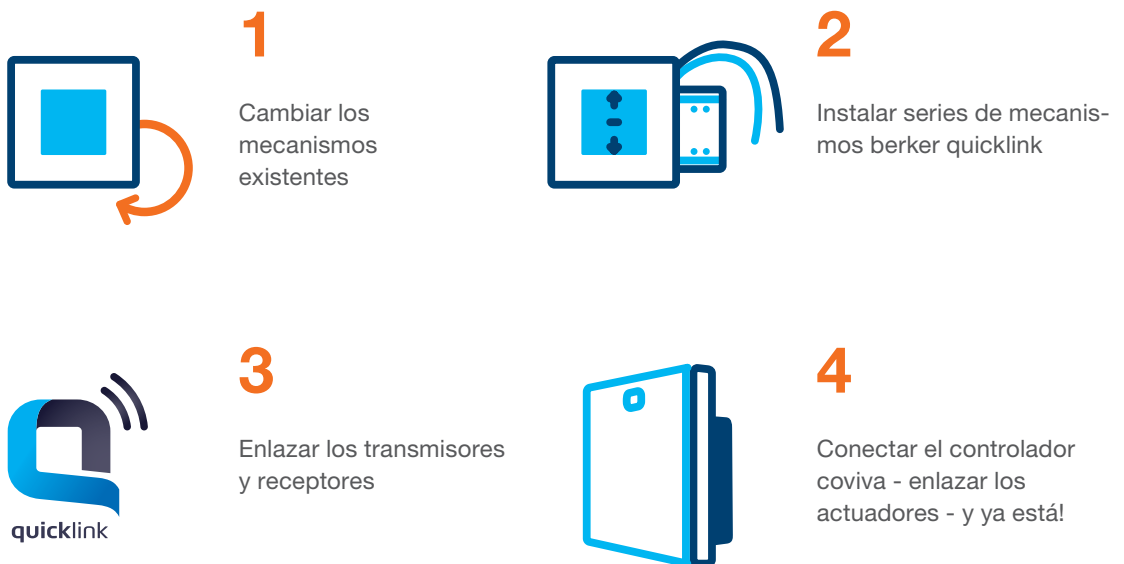 1
Cambiar los
mecanismos
existentes
2
Instalar series de mecanis-
mos berker quicklink
3
Enlazar los transmisores
y receptores
quicklink
4
Conectar el controlador
coviva - enlazar los
actuadores - y ya está!